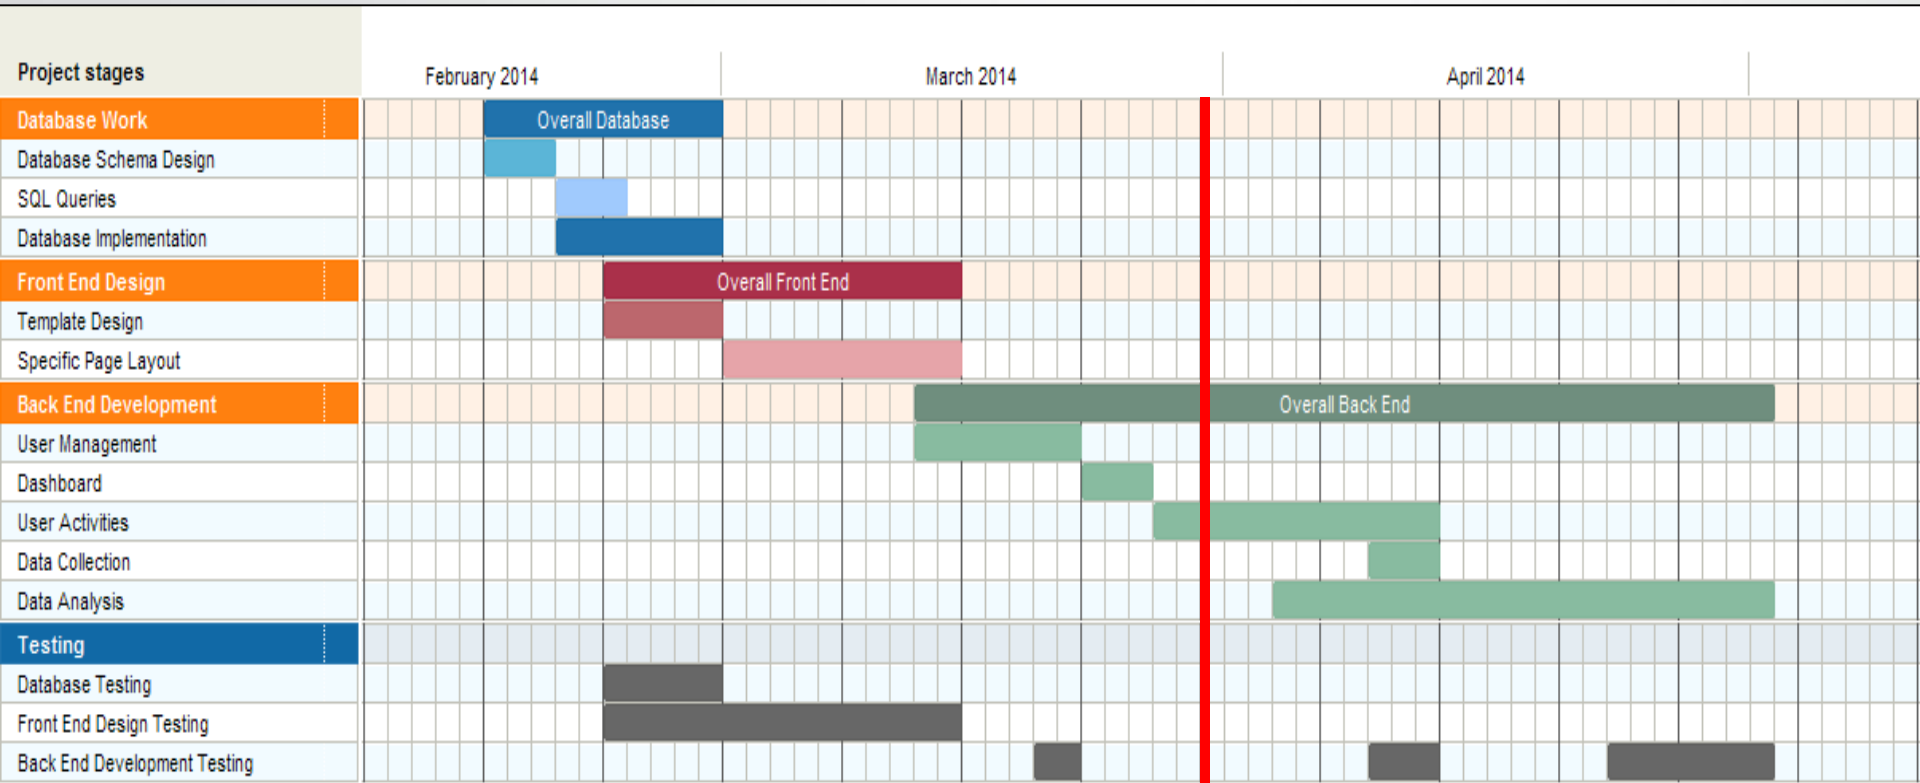 Project stages
February 2014
March 2014
April 2014
Database Work
Overall Database
Database Schema Design
SQL Queries
Database Implementation
Front End Design
Overall Front End
Template Design
Specific Page Layout
Back End Development
Overall Back End
User Management
Dashboard
User Activities
Data Collection
Data Analysis
Testing
Database Testing
Front End Design Testing
Back End Development Testing